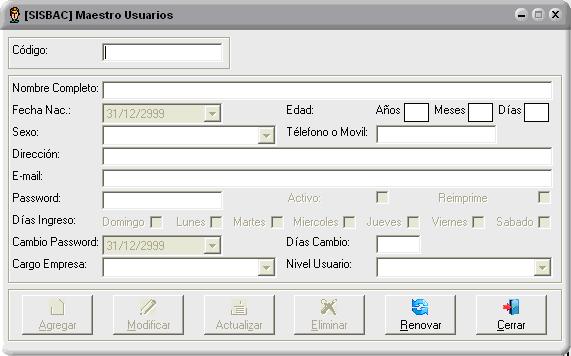 [SISBAC] Maestro Usuarios
Código:
Nombre Completo:
Fecha Nac.: 31/12/2999 Edad: Años Meses Días
Sexo: Télefono o Movil:
Dirección:
E-mail:
Password: Activo: Reimprime
Días Ingreso: Domingo Lunes Martes Miercoles Jueves Viernes Sabado
Cambio Password: 31/12/2999 Días Cambio:
Cargo Empresa: Nivel Usuario:
Agregar Modificar Actualizar Eliminar Renovar Cerrar